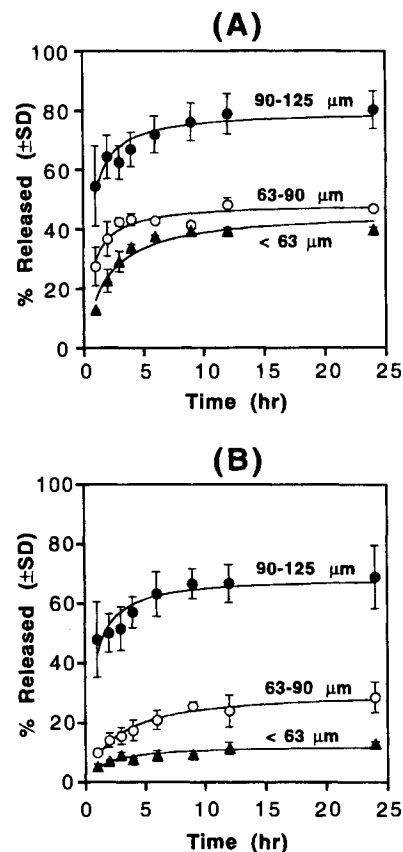 (A)
% Released (±SD)
100
80
60
40
20
0
90-125 µm
63-90 µm
< 63 µm
0 5 10 15 20 25
Time (hr)
(B)
% Released (±SD)
100
80
60
40
20
0
90-125 µm
63-90 µm
< 63 µm
0 5 10 15 20 25
Time (hr)